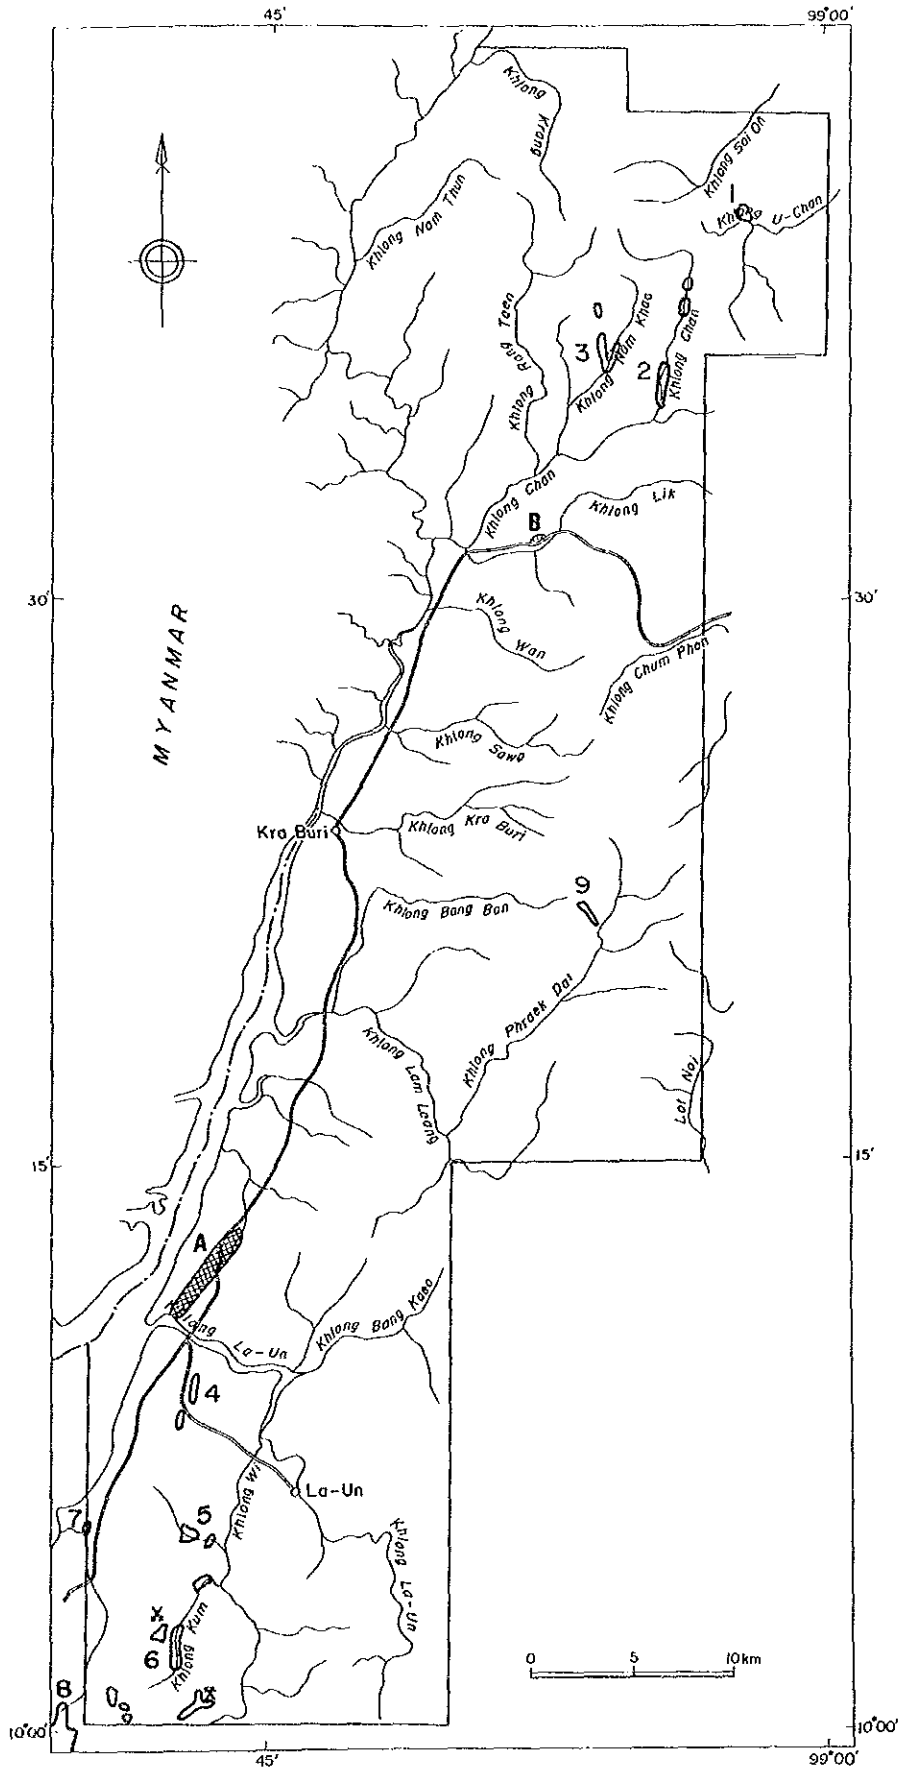 45'
99°00'
Khlong
Krang
Khlong Sai On
1
Khlong U-Chan
Khlong Nam Thun
Khlong Rang Taen
3
Khlong Nam Khao
2
Khlong Chan
Khlong Chan
Khlong Lik
B
30'
30'
Khlong Wan
MYANMAR
Khlong Chum Phon
Khlong Sawa
Kra Buri
Khlong Kra Buri
9
Khlong Bang Ban
Khlong Phraek Dai
Khlong Lam Leang
Lat Noi
15'
15'
A
Khlong La-Un
Khlong Bang Kaeo
4
La-Un
Khlong Wi
5
7
Khlong La-Un
X
Khlong Kum
6
0 5 10km
8
10°00'
10°00'
45'
99°00'